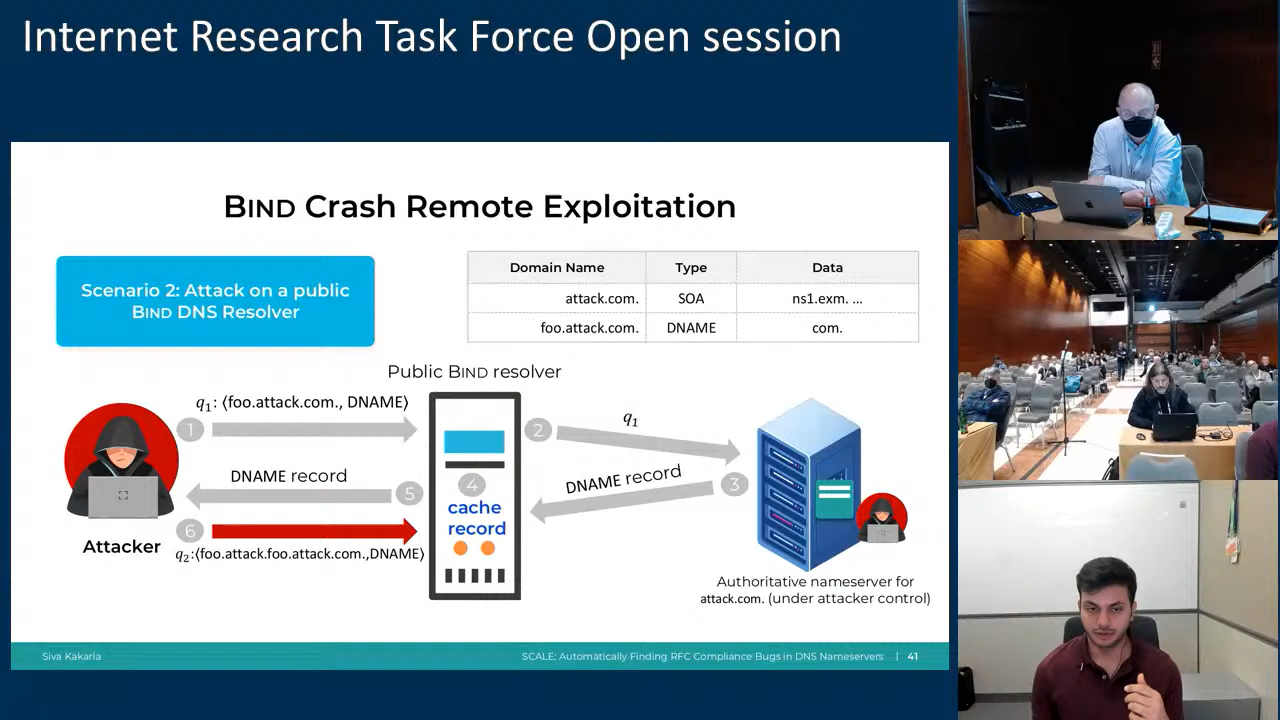 Internet Research Task Force Open session
BIND Crash Remote Exploitation
Scenario 2: Attack on a public
BIND DNS Resolver
Domain Name Type Data
attack.com. SOA ns1.exm. ...
foo.attack.com. DNAME com.
Public BIND resolver
q₁: ⟨foo.attack.com., DNAME⟩
1
2
q₁
DNAME record
5
4
DNAME record
3
cache
record
6
q₂:⟨foo.attack.foo.attack.com.,DNAME⟩
Attacker
Authoritative nameserver for
attack.com. (under attacker control)
Siva Kakarla
SCALE: Automatically Finding RFC Compliance Bugs in DNS Nameservers | 41